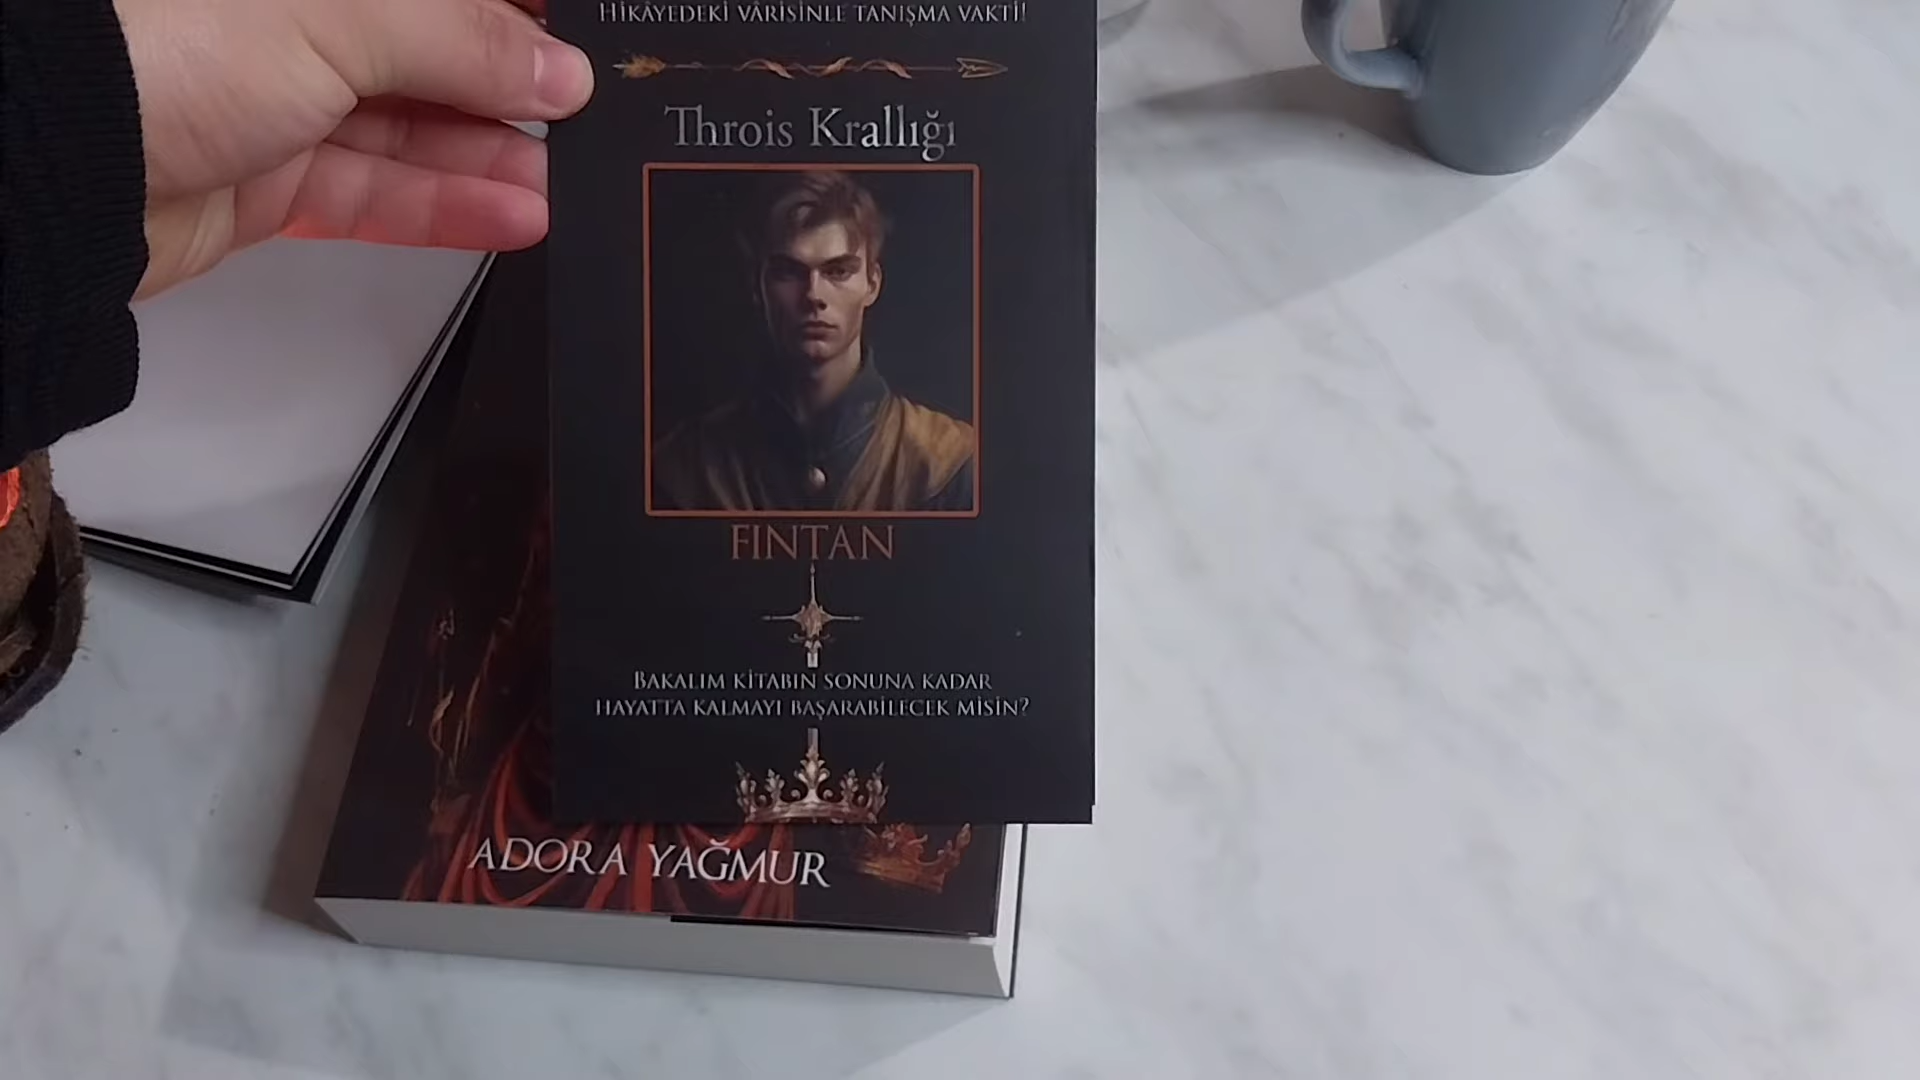 HİKÂYEDEKİ VÂRİSİNLE TANIŞMA VAKTİ!
Throis Krallığı
FINTAN
BAKALIM KİTABIN SONUNA KADAR
HAYATTA KALMAYI BAŞARABİLECEK MİSİN?
ADORA YAĞMUR